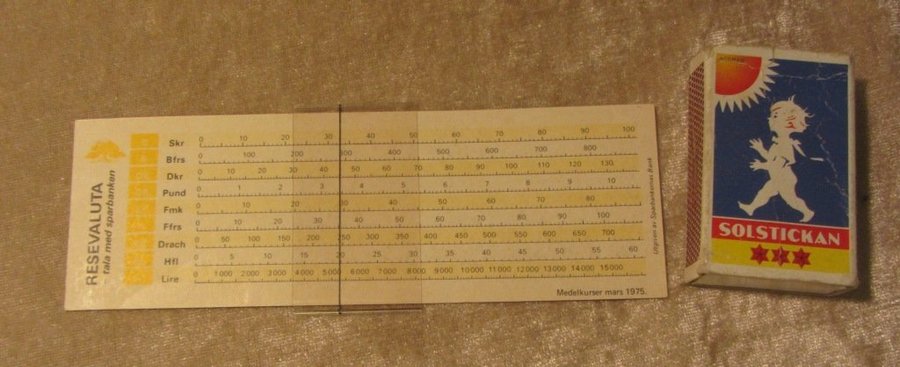 RESEVALUTA
tala med sparbanken
Skr 0 10 20 30 40 50 60 70 80 90 100
Bfrs 0 100 200 300 400 500 600 700 800
Dkr 0 10 20 30 40 50 60 70 80 90 100 110 120 130
Pund 0 1 2 3 4 5 6 7 8 9 10
Fmk 0 10 20 30 40 50 60 70 80
Ffrs 0 10 20 30 40 50 60 70 80 90 100
Drach 0 50 100 150 200 250 300 350 400 450 500 550 600 700
Hfl 0 5 10 15 20 25 30 35 40 45 50 55 60
Lire 0 1000 2000 3000 4000 5000 6000 7000 8000 9000 10000 11000 12000 13000 14000 15000
Medelkurser mars 1975.
Utgiven av Sparbankernas Bank
SOLSTICKAN